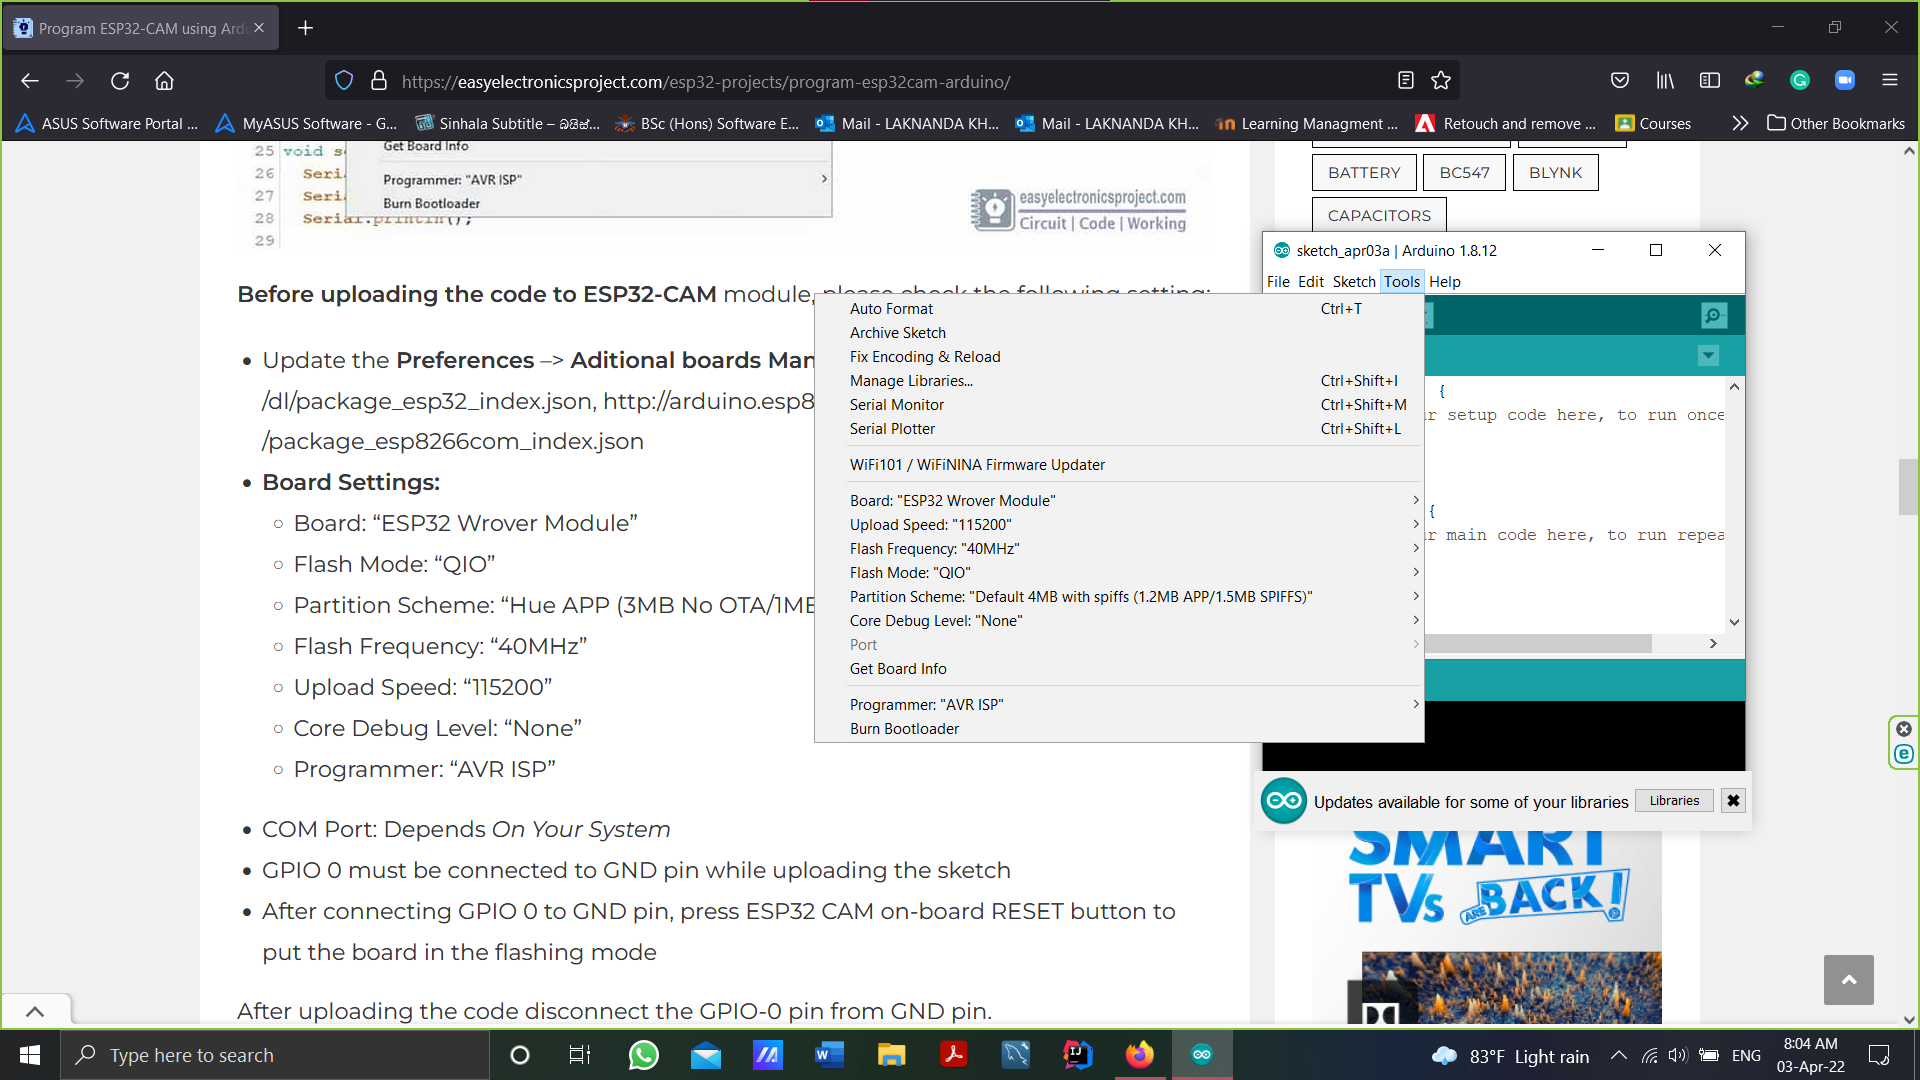 Program ESP32-CAM using Ardu
https://easyelectronicsproject.com/esp32-projects/program-esp32cam-arduino/
ASUS Software Portal ...
MyASUS Software - G...
BSc (Hons) Software E...
Mail - LAKNANDA KH...
Mail - LAKNANDA KH...
Learning Managment ...
Retouch and remove ...
Courses
Other Bookmarks
Get Board Info
25 void s
26 Seri
Programmer: "AVR ISP"
27 Seri
Burn Bootloader
28 Serial.println();
29
easyelectronicsproject.com
Circuit | Code | Working
BATTERY
BC547
BLYNK
CAPACITORS
Before uploading the code to ESP32-CAM module, please check the following setting:
Update the Preferences –> Aditional boards Man
/dl/package_esp32_index.json, http://arduino.esp8
/package_esp8266com_index.json
Board Settings:
Board: “ESP32 Wrover Module”
Flash Mode: “QIO”
Partition Scheme: “Hue APP (3MB No OTA/1MB
Flash Frequency: “40MHz”
Upload Speed: “115200”
Core Debug Level: “None”
Programmer: “AVR ISP”
COM Port: Depends On Your System
GPIO 0 must be connected to GND pin while uploading the sketch
After connecting GPIO 0 to GND pin, press ESP32 CAM on-board RESET button to
put the board in the flashing mode
After uploading the code disconnect the GPIO-0 pin from GND pin.
sketch_apr03a | Arduino 1.8.12
File Edit Sketch Tools Help
Auto Format Ctrl+T
Archive Sketch
Fix Encoding & Reload
Manage Libraries... Ctrl+Shift+I
Serial Monitor Ctrl+Shift+M
Serial Plotter Ctrl+Shift+L
WiFi101 / WiFiNINA Firmware Updater
Board: "ESP32 Wrover Module"
Upload Speed: "115200"
Flash Frequency: "40MHz"
Flash Mode: "QIO"
Partition Scheme: "Default 4MB with spiffs (1.2MB APP/1.5MB SPIFFS)"
Core Debug Level: "None"
Port
Get Board Info
Programmer: "AVR ISP"
Burn Bootloader
{
r setup code here, to run once
{
r main code here, to run repea
Updates available for some of your libraries
Libraries
SMART
TVs ARE BACK!
Type here to search
83°F Light rain
ENG
8:04 AM
03-Apr-22